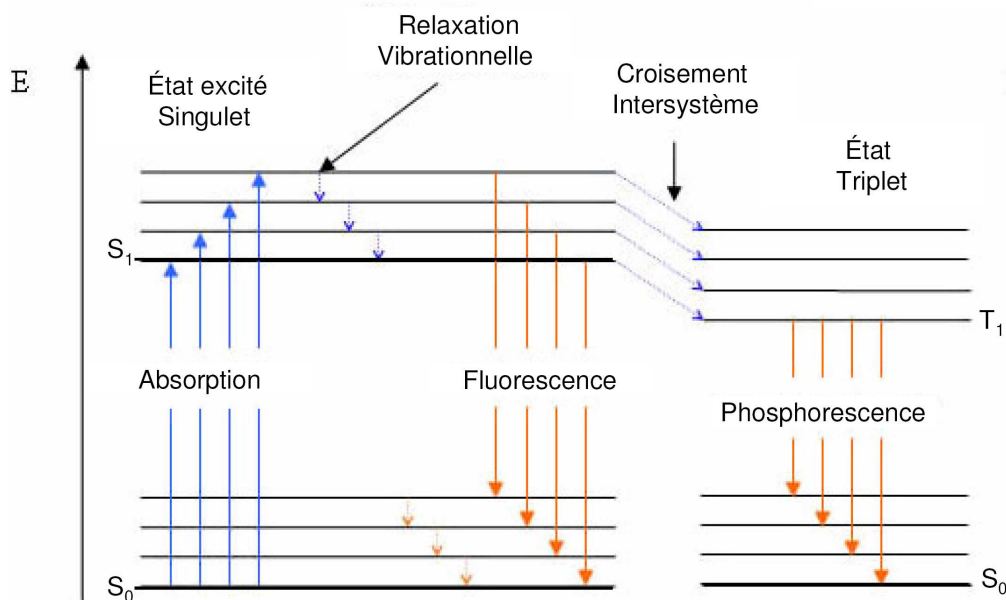 Relaxation
Vibrationnelle
E
État excité
Singulet
Croisement
Intersystème
État
Triplet
S1
T1
Absorption
Fluorescence
Phosphorescence
S0
S0